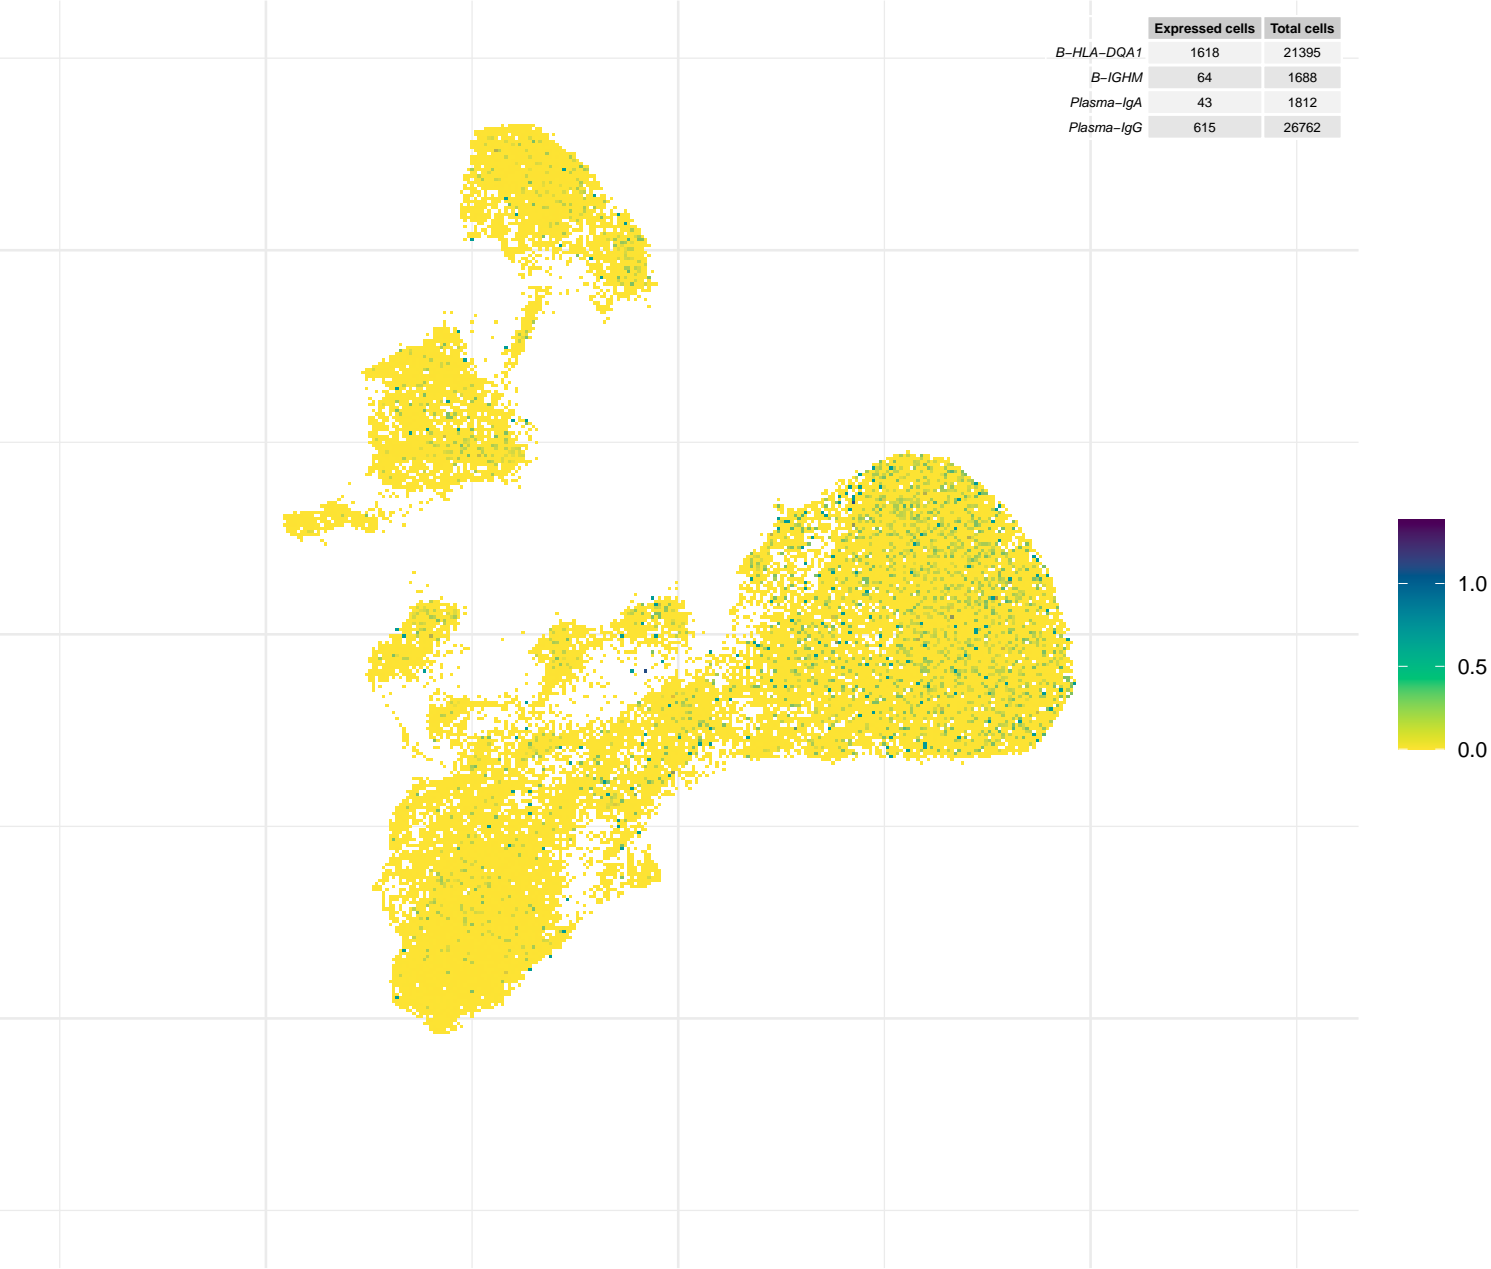 Expressed cells Total cells
B−HLA−DQA1 1618 21395
B−IGHM 64 1688
Plasma−IgA 43 1812
Plasma−IgG 615 26762
1.0
0.5
0.0